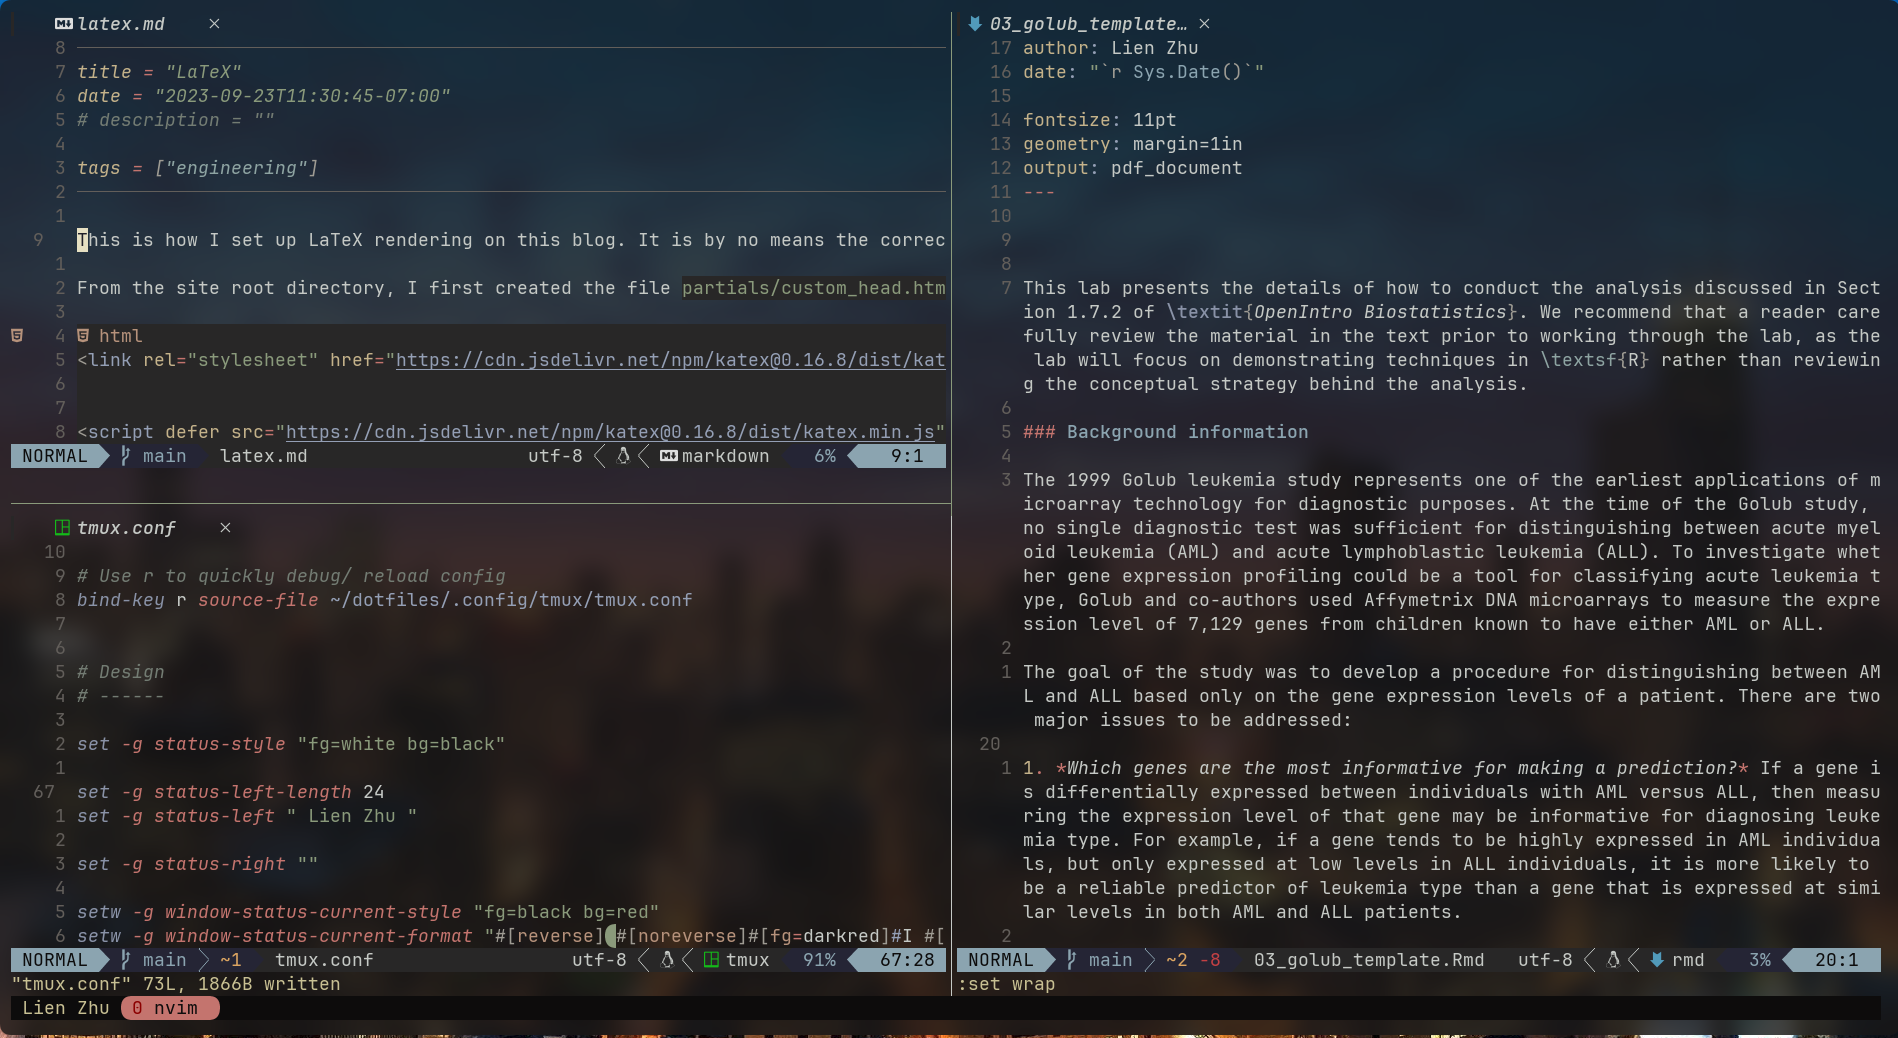 latex.md ×
8
7 title = "LaTeX"
6 date = "2023-09-23T11:30:45-07:00"
5 # description = ""
4
3 tags = ["engineering"]
2
1
9 This is how I set up LaTeX rendering on this blog. It is by no means the correc
1
2 From the site root directory, I first created the file partials/custom_head.htm
3
4 html
5 <link rel="stylesheet" href="https://cdn.jsdelivr.net/npm/katex@0.16.8/dist/kat
6
7
8 <script defer src="https://cdn.jsdelivr.net/npm/katex@0.16.8/dist/katex.min.js"
NORMAL main latex.md utf-8 markdown 6% 9:1
tmux.conf ×
10
9 # Use r to quickly debug/ reload config
8 bind-key r source-file ~/dotfiles/.config/tmux/tmux.conf
7
6
5 # Design
4 # ------
3
2 set -g status-style "fg=white bg=black"
1
67 set -g status-left-length 24
1 set -g status-left " Lien Zhu "
2
3 set -g status-right ""
4
5 setw -g window-status-current-style "fg=black bg=red"
6 setw -g window-status-current-format "#[reverse]#[noreverse]#[fg=darkred]#I #[
NORMAL main ~1 tmux.conf utf-8 tmux 91% 67:28
"tmux.conf" 73L, 1866B written
03_golub_template… ×
17 author: Lien Zhu
16 date: "`r Sys.Date()`"
15
14 fontsize: 11pt
13 geometry: margin=1in
12 output: pdf_document
11 ---
10
9
8
7 This lab presents the details of how to conduct the analysis discussed in Sect
ion 1.7.2 of \textit{OpenIntro Biostatistics}. We recommend that a reader care
fully review the material in the text prior to working through the lab, as the
lab will focus on demonstrating techniques in \textsf{R} rather than reviewin
g the conceptual strategy behind the analysis.
6
5 ### Background information
4
3 The 1999 Golub leukemia study represents one of the earliest applications of m
icroarray technology for diagnostic purposes. At the time of the Golub study,
no single diagnostic test was sufficient for distinguishing between acute myel
oid leukemia (AML) and acute lymphoblastic leukemia (ALL). To investigate whet
her gene expression profiling could be a tool for classifying acute leukemia t
ype, Golub and co-authors used Affymetrix DNA microarrays to measure the expre
ssion level of 7,129 genes from children known to have either AML or ALL.
2
1 The goal of the study was to develop a procedure for distinguishing between AM
L and ALL based only on the gene expression levels of a patient. There are two
major issues to be addressed:
20
1 1. *Which genes are the most informative for making a prediction?* If a gene i
s differentially expressed between individuals with AML versus ALL, then measu
ring the expression level of that gene may be informative for diagnosing leuke
mia type. For example, if a gene tends to be highly expressed in AML individua
ls, but only expressed at low levels in ALL individuals, it is more likely to
be a reliable predictor of leukemia type than a gene that is expressed at simi
lar levels in both AML and ALL patients.
2
NORMAL main ~2 -8 03_golub_template.Rmd utf-8 rmd 3% 20:1
:set wrap
Lien Zhu 0 nvim